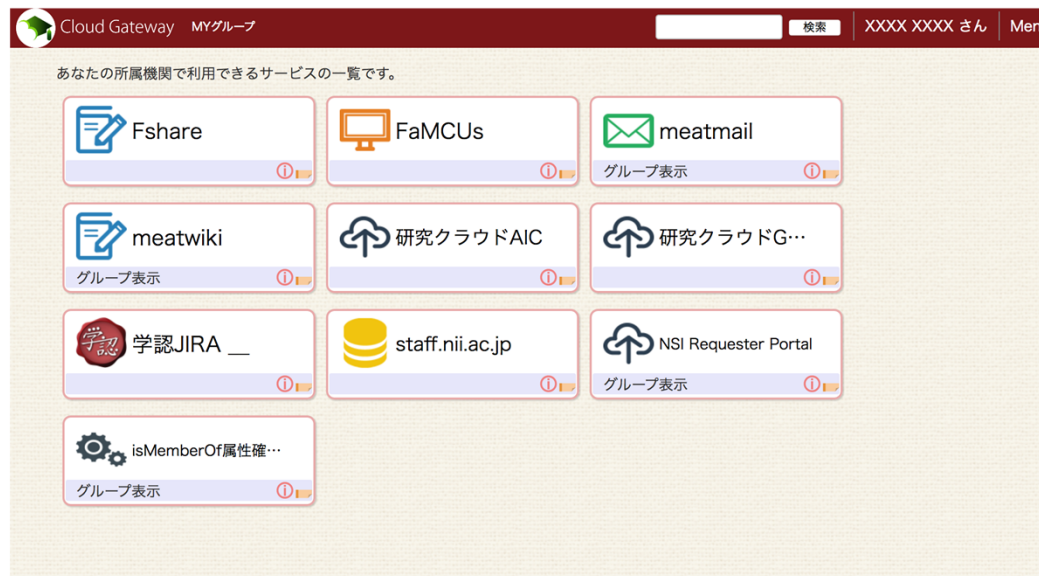 Cloud Gateway MYグループ 検索 XXXX XXXX さん
あなたの所属機関で利用できるサービスの一覧です。
Fshare
FaMCUs
meatmail
グループ表示
meatwiki
グループ表示
研究クラウドAIC
研究クラウドG…
学認
学認JIRA __
staff.nii.ac.jp
NSI Requester Portal
グループ表示
isMemberOf属性確…
グループ表示